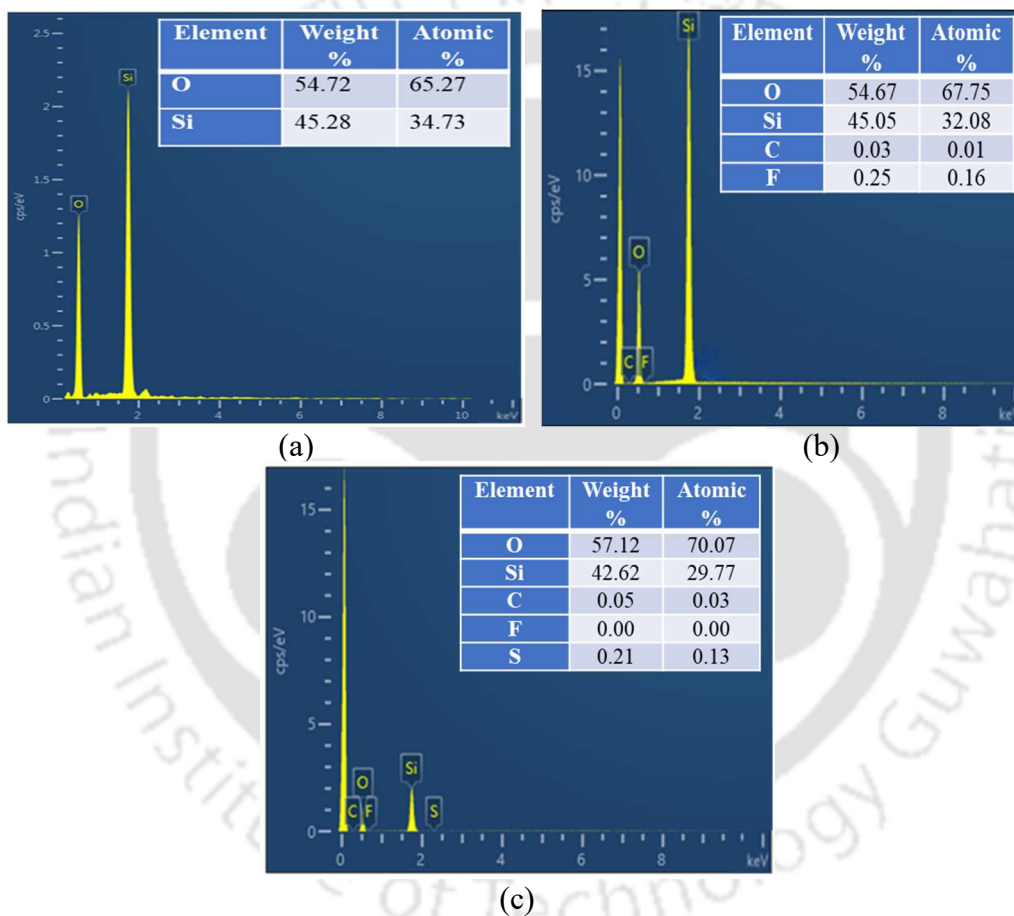 Element Weight % Atomic %
O 54.72 65.27
Si 45.28 34.73
2.5
2
1.5
1
0.5
0
cps/eV
O
Si
2 4 6 8 10 keV
(a)
Element Weight % Atomic %
O 54.67 67.75
Si 45.05 32.08
C 0.03 0.01
F 0.25 0.16
15
10
5
0
cps/eV
Si
O
C F
0 2 4 6 8 keV
(b)
Element Weight % Atomic %
O 57.12 70.07
Si 42.62 29.77
C 0.05 0.03
F 0.00 0.00
S 0.21 0.13
15
10
5
0
cps/eV
O
Si
C F S
0 2 4 6 8 keV
(c)
Indian Institute of Technology Guwahati